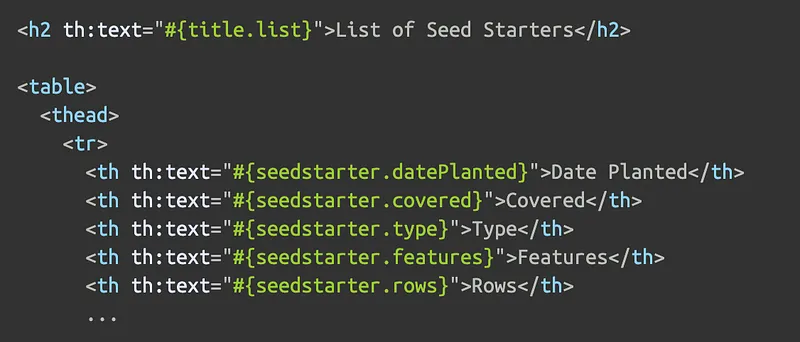 <h2 th:text="#{title.list}">List of Seed Starters</h2>
<table>
<thead>
<tr>
<th th:text="#{seedstarter.datePlanted}">Date Planted</th>
<th th:text="#{seedstarter.covered}">Covered</th>
<th th:text="#{seedstarter.type}">Type</th>
<th th:text="#{seedstarter.features}">Features</th>
<th th:text="#{seedstarter.rows}">Rows</th>
...